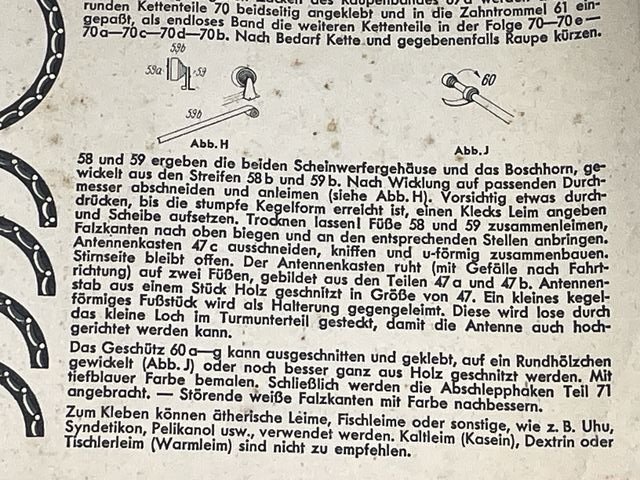 runden Kettenteile 70 beidseitig angeklebt und in die Zahntrommel 61 ein-
gepaßt, als endloses Band die weiteren Kettenteile in der Folge 70—70e—
70a—70c—70d—70b. Nach Bedarf Kette und gegebenenfalls Raupe kürzen.
59b
59a
59
59b
60
Abb. H
Abb. J
58 und 59 ergeben die beiden Scheinwerfergehäuse und das Boschhorn, ge-
wickelt aus den Streifen 58b und 59b. Nach Wicklung auf passenden Durch-
messer abschneiden und anleimen (siehe Abb. H). Vorsichtig etwas durch-
drücken, bis die stumpfe Kegelform erreicht ist, einen Klecks Leim angeben
und Scheibe aufsetzen. Trocknen lassen! Füße 58 und 59 zusammenleimen,
Falzkanten nach oben biegen und an den entsprechenden Stellen anbringen.
Antennenkasten 47c ausschneiden, kniffen und u-förmig zusammenbauen.
Stirnseite bleibt offen. Der Antennenkasten ruht (mit Gefälle nach Fahrt-
richtung) auf zwei Füßen, gebildet aus den Teilen 47a und 47b. Antennen-
stab aus einem Stück Holz geschnitzt in Größe von 47. Ein kleines kegel-
förmiges Fußstück wird als Halterung gegengeleimt. Diese wird lose durch
das kleine Loch im Turmunterteil gesteckt, damit die Antenne auch hoch-
gerichtet werden kann.
Das Geschütz 60a—g kann ausgeschnitten und geklebt, auf ein Rundhölzchen
gewickelt (Abb. J) oder noch besser ganz aus Holz geschnitzt werden. Mit
tiefblauer Farbe bemalen. Schließlich werden die Abschlepphaken Teil 71
angebracht. — Störende weiße Falzkanten mit Farbe nachbessern.
Zum Kleben können ätherische Leime, Fischleime oder sonstige, wie z. B. Uhu,
Syndetikon, Pelikanol usw., verwendet werden. Kaltleim (Kasein), Dextrin oder
Tischlerleim (Warmleim) sind nicht zu empfehlen.